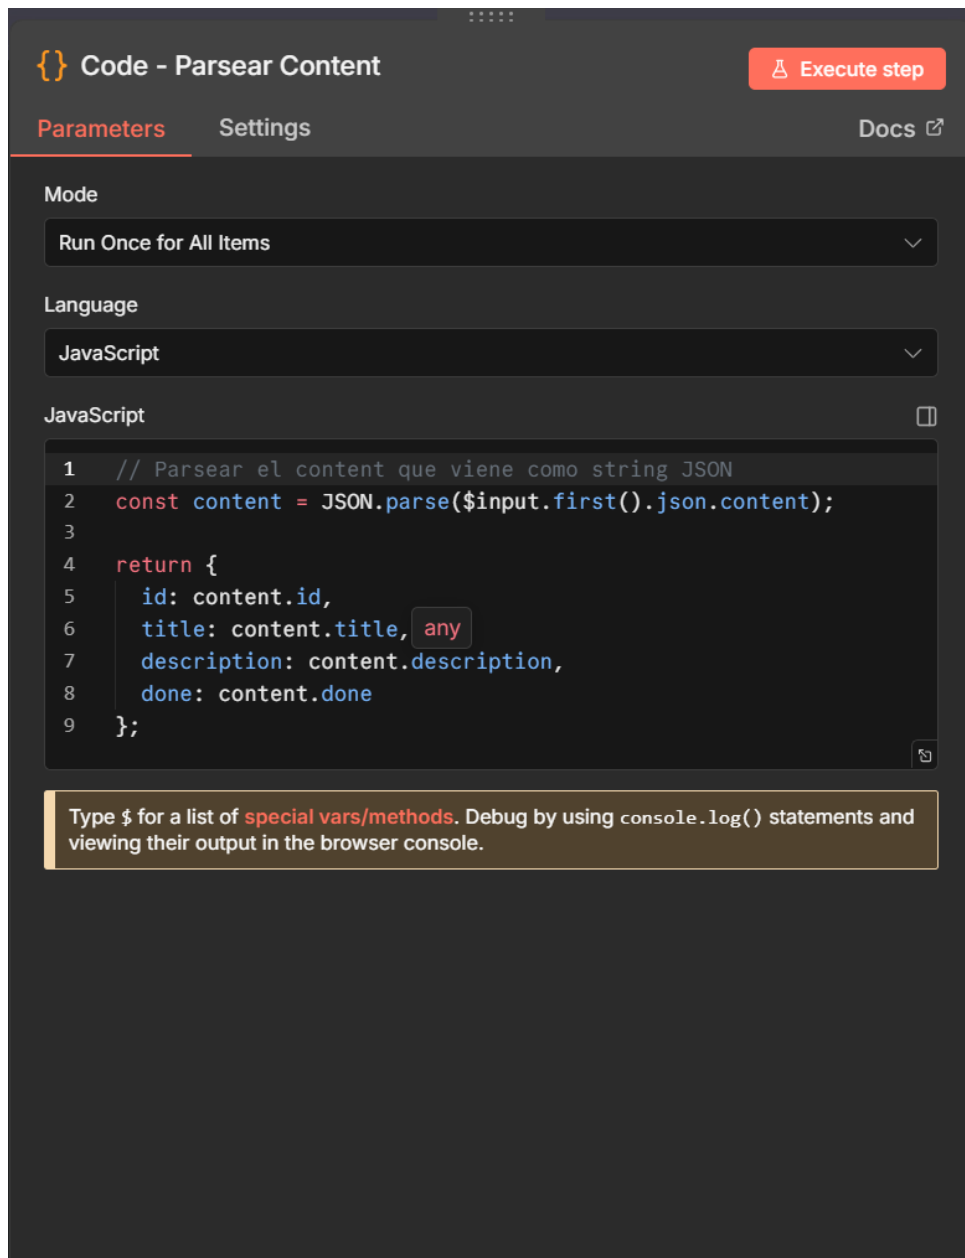 {} Code - Parsear Content
Execute step
Parameters
Settings
Docs
Mode
Run Once for All Items
Language
JavaScript
JavaScript
1 // Parsear el content que viene como string JSON
2 const content = JSON.parse($input.first().json.content);
3
4 return {
5 id: content.id,
6 title: content.title, any
7 description: content.description,
8 done: content.done
9 };
Type $ for a list of special vars/methods. Debug by using console.log() statements and
viewing their output in the browser console.